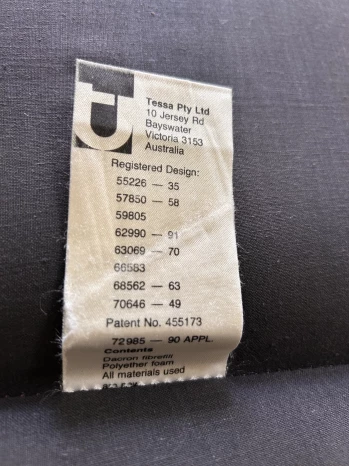 t
Tessa Pty Ltd
10 Jersey Rd
Bayswater
Victoria 3153
Australia
Registered Design:
55226 — 35
57850 — 58
59805
62990 — 91
63069 — 70
66583
68562 — 63
70646 — 49
Patent No. 455173
72985 — 90 APPL.
Contents
Dacron fibrefill
Polyether foam
All materials used